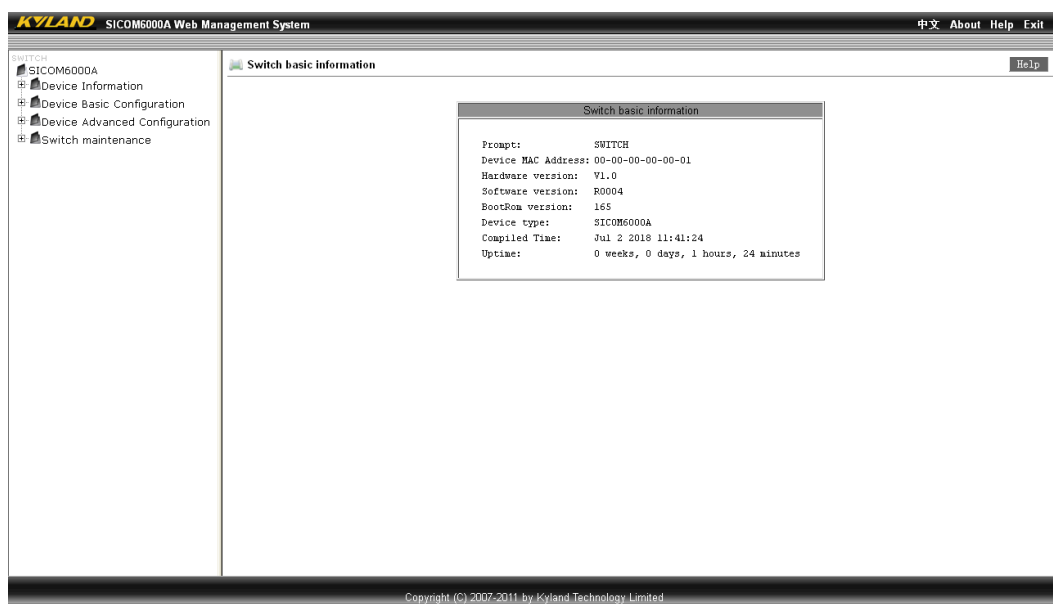 KYLAND SICOM6000A Web Management System 中文 About Help Exit
SWITCH
SICOM6000A
Device Information
Device Basic Configuration
Device Advanced Configuration
Switch maintenance
Switch basic information Help
Switch basic information
Prompt: SWITCH
Device MAC Address: 00-00-00-00-00-01
Hardware version: V1.0
Software version: R0004
BootRom version: 165
Device type: SICOM6000A
Compiled Time: Jul 2 2018 11:41:24
Uptime: 0 weeks, 0 days, 1 hours, 24 minutes
Copyright (C) 2007-2011 by Kyland Technology Limited